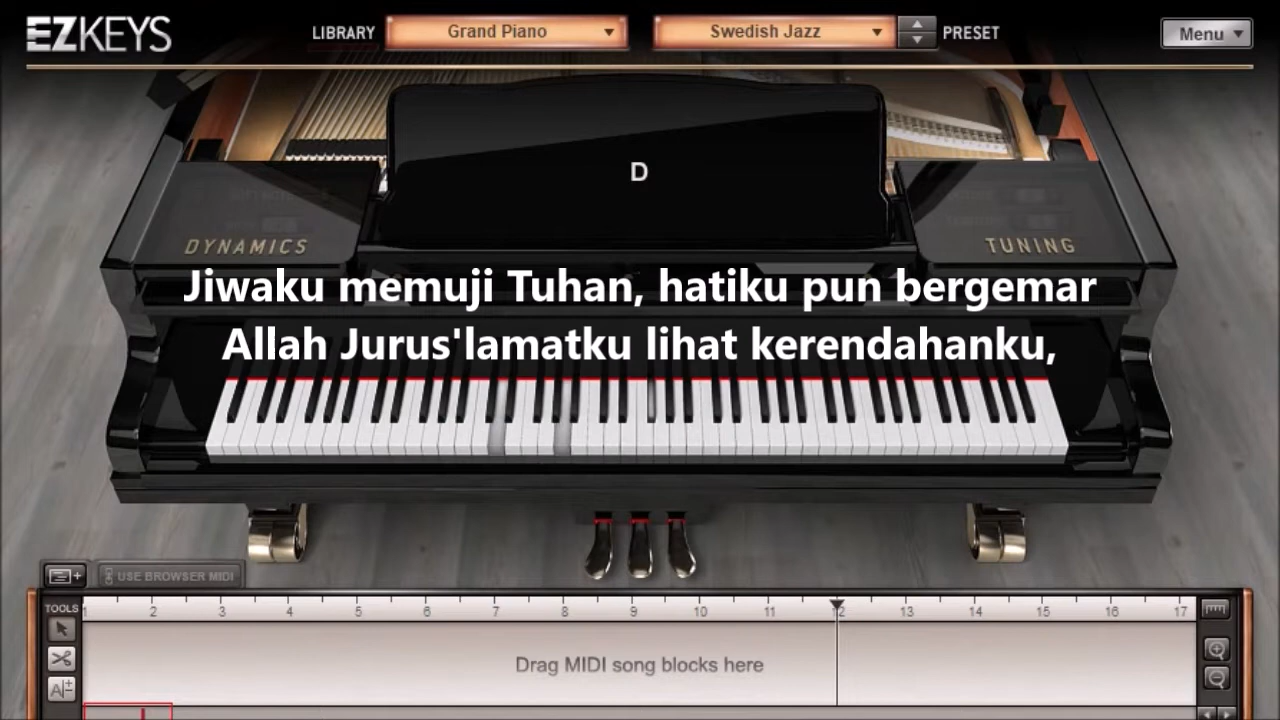 EZKEYS
LIBRARY
Grand Piano
Swedish Jazz
PRESET
Menu
D
DYNAMICS
TUNING
Jiwaku memuji Tuhan, hatiku pun bergemar
Allah Jurus'lamatku lihat kerendahanku,
USE BROWSER MIDI
TOOLS
1 2 3 4 5 6 7 8 9 10 11 12 13 14 15 16 17
Drag MIDI song blocks here
A